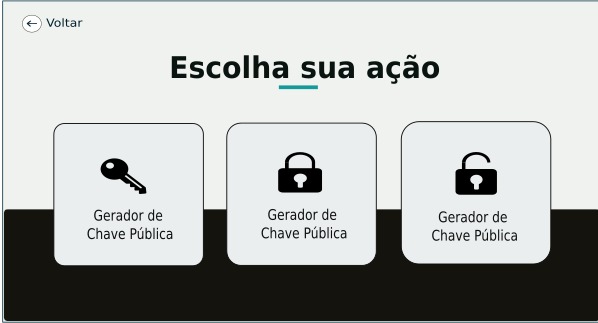 Voltar
Escolha sua ação
Gerador de
Chave Pública
Gerador de
Chave Pública
Gerador de
Chave Pública